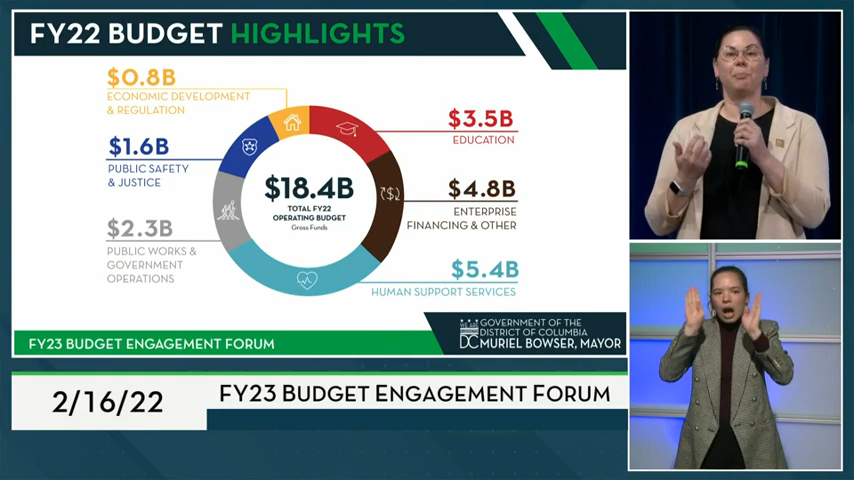 FY22 BUDGET HIGHLIGHTS
$0.8B
ECONOMIC DEVELOPMENT
& REGULATION
$1.6B
PUBLIC SAFETY
& JUSTICE
$2.3B
PUBLIC WORKS &
GOVERNMENT
OPERATIONS
$18.4B
TOTAL FY22
OPERATING BUDGET
Gross Funds
$3.5B
EDUCATION
$4.8B
ENTERPRISE
FINANCING & OTHER
$5.4B
HUMAN SUPPORT SERVICES
FY23 BUDGET ENGAGEMENT FORUM
WE ARE
DC
GOVERNMENT OF THE
DISTRICT OF COLUMBIA
MURIEL BOWSER, MAYOR
2/16/22
FY23 BUDGET ENGAGEMENT FORUM